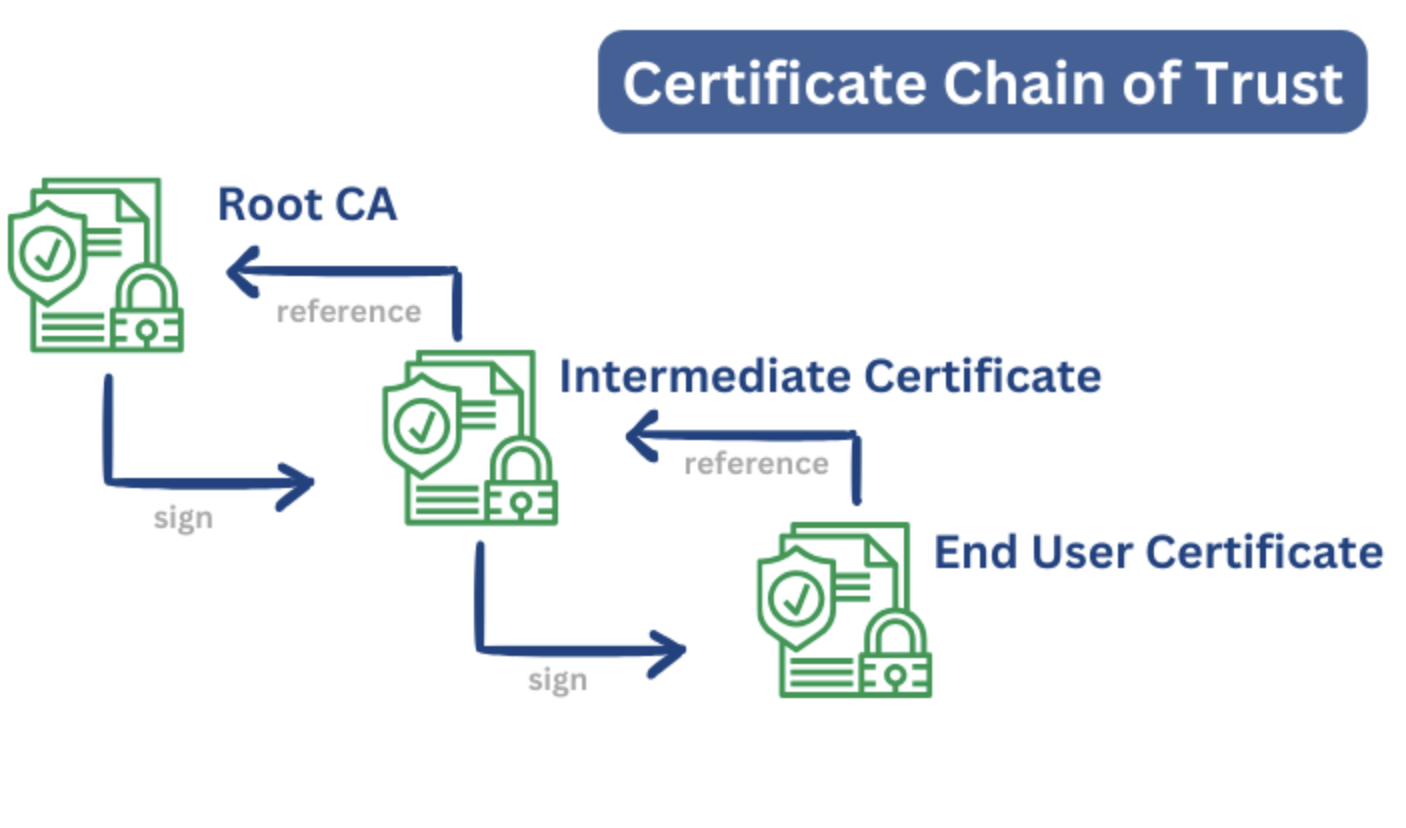 Certificate Chain of Trust
Root CA
reference
Intermediate Certificate
reference
sign
End User Certificate
sign